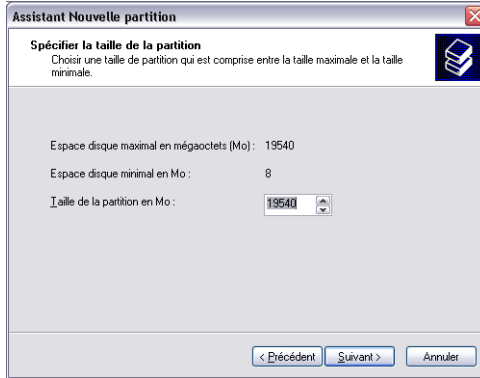 Assistant Nouvelle partition
Spécifier la taille de la partition
Choisir une taille de partition qui est comprise entre la taille maximale et la taille
minimale.
Espace disque maximal en mégaoctets (Mo) : 19540
Espace disque minimal en Mo : 8
Taille de la partition en Mo : 19540
< Précédent Suivant > Annuler